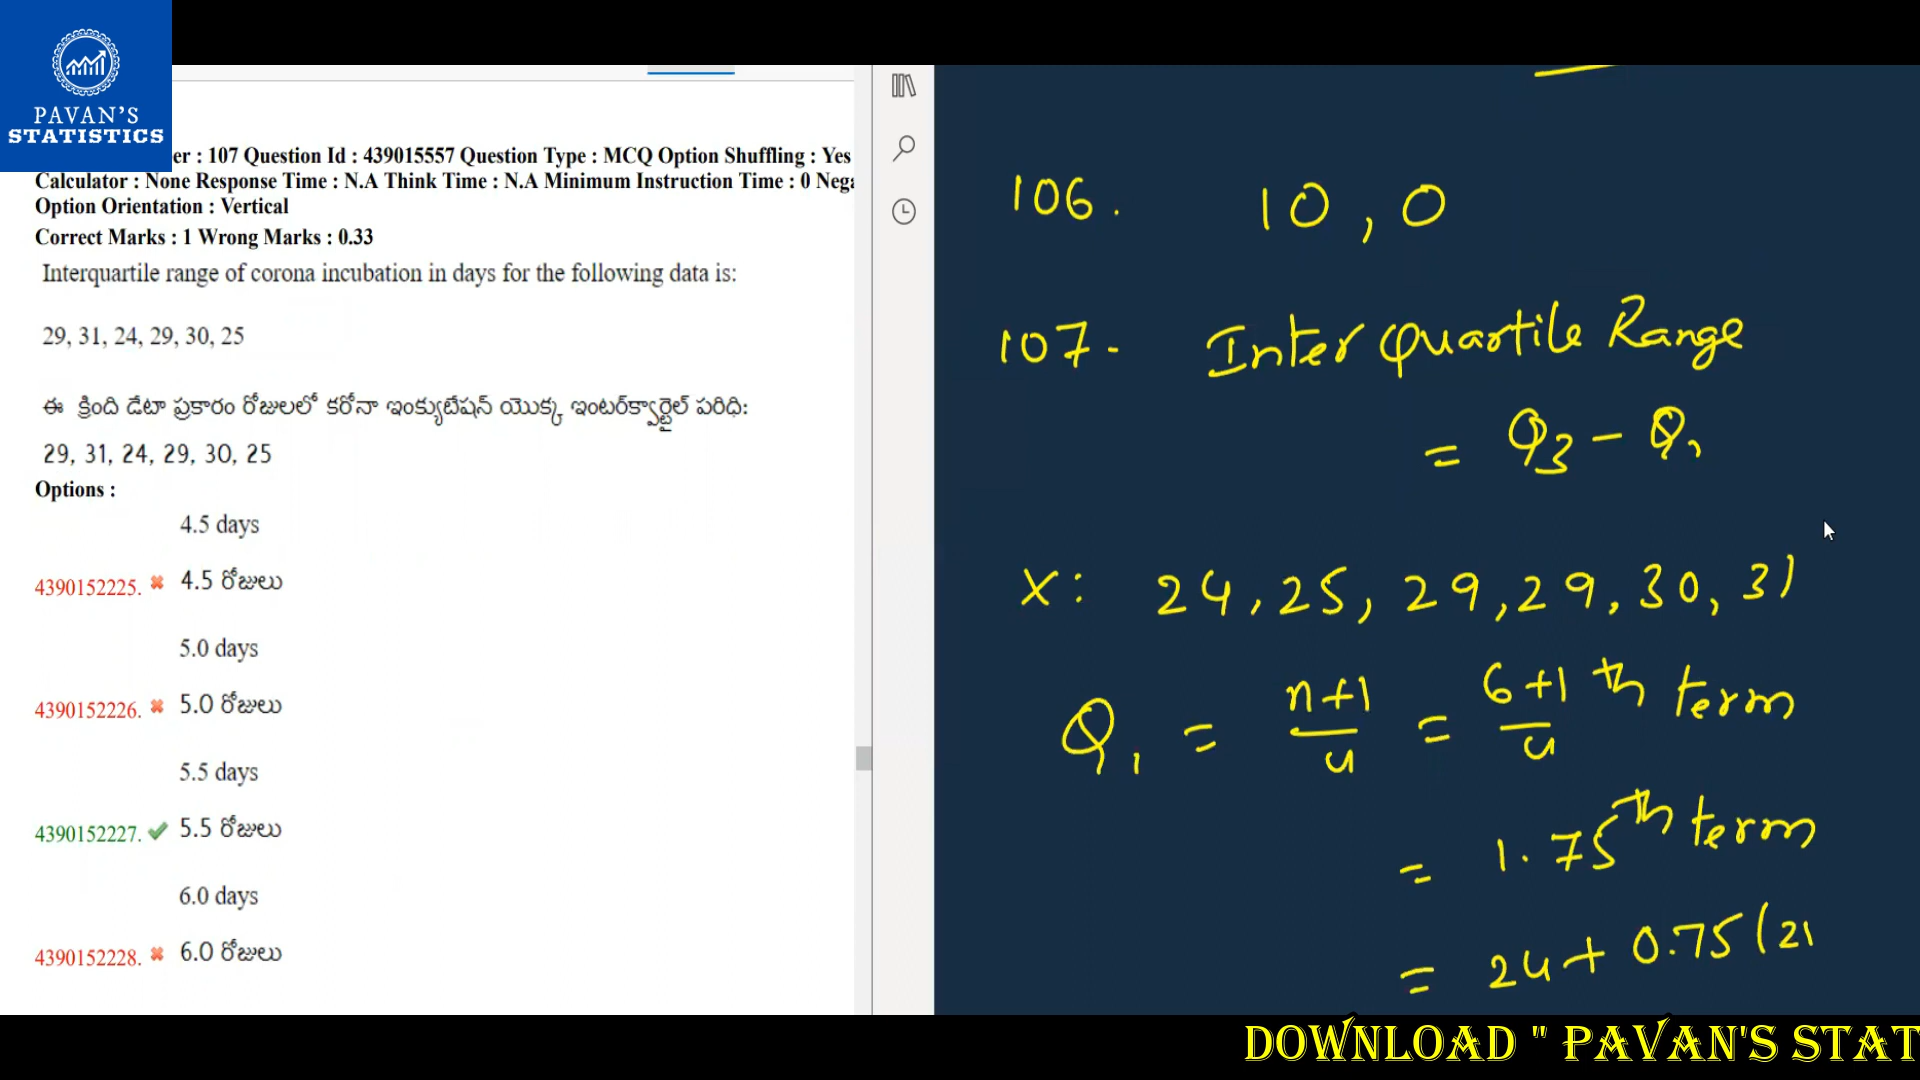 PAVAN'S
STATISTICS
er : 107 Question Id : 439015557 Question Type : MCQ Option Shuffling : Yes
Calculator : None Response Time : N.A Think Time : N.A Minimum Instruction Time : 0 Nega
Option Orientation : Vertical
Correct Marks : 1 Wrong Marks : 0.33
Interquartile range of corona incubation in days for the following data is:
29, 31, 24, 29, 30, 25
ఈ క్రింది డేటా ప్రకారం రోజులలో కరోనా ఇంక్యుబేషన్ యొక్క ఇంటర్‌క్వార్టైల్ పరిధి:
29, 31, 24, 29, 30, 25
Options :
4.5 days
4390152225. ✖ 4.5 రోజులు
5.0 days
4390152226. ✖ 5.0 రోజులు
5.5 days
4390152227. ✔ 5.5 రోజులు
6.0 days
4390152228. ✖ 6.0 రోజులు
106. 10, 0
107. Inter Quartile Range
= Q3 - Q1
X: 24, 25, 29, 29, 30, 31
Q1 = n+1/4 = 6+1/4 th term
= 1.75th term
= 24 + 0.75 (21
DOWNLOAD " PAVAN'S STAT